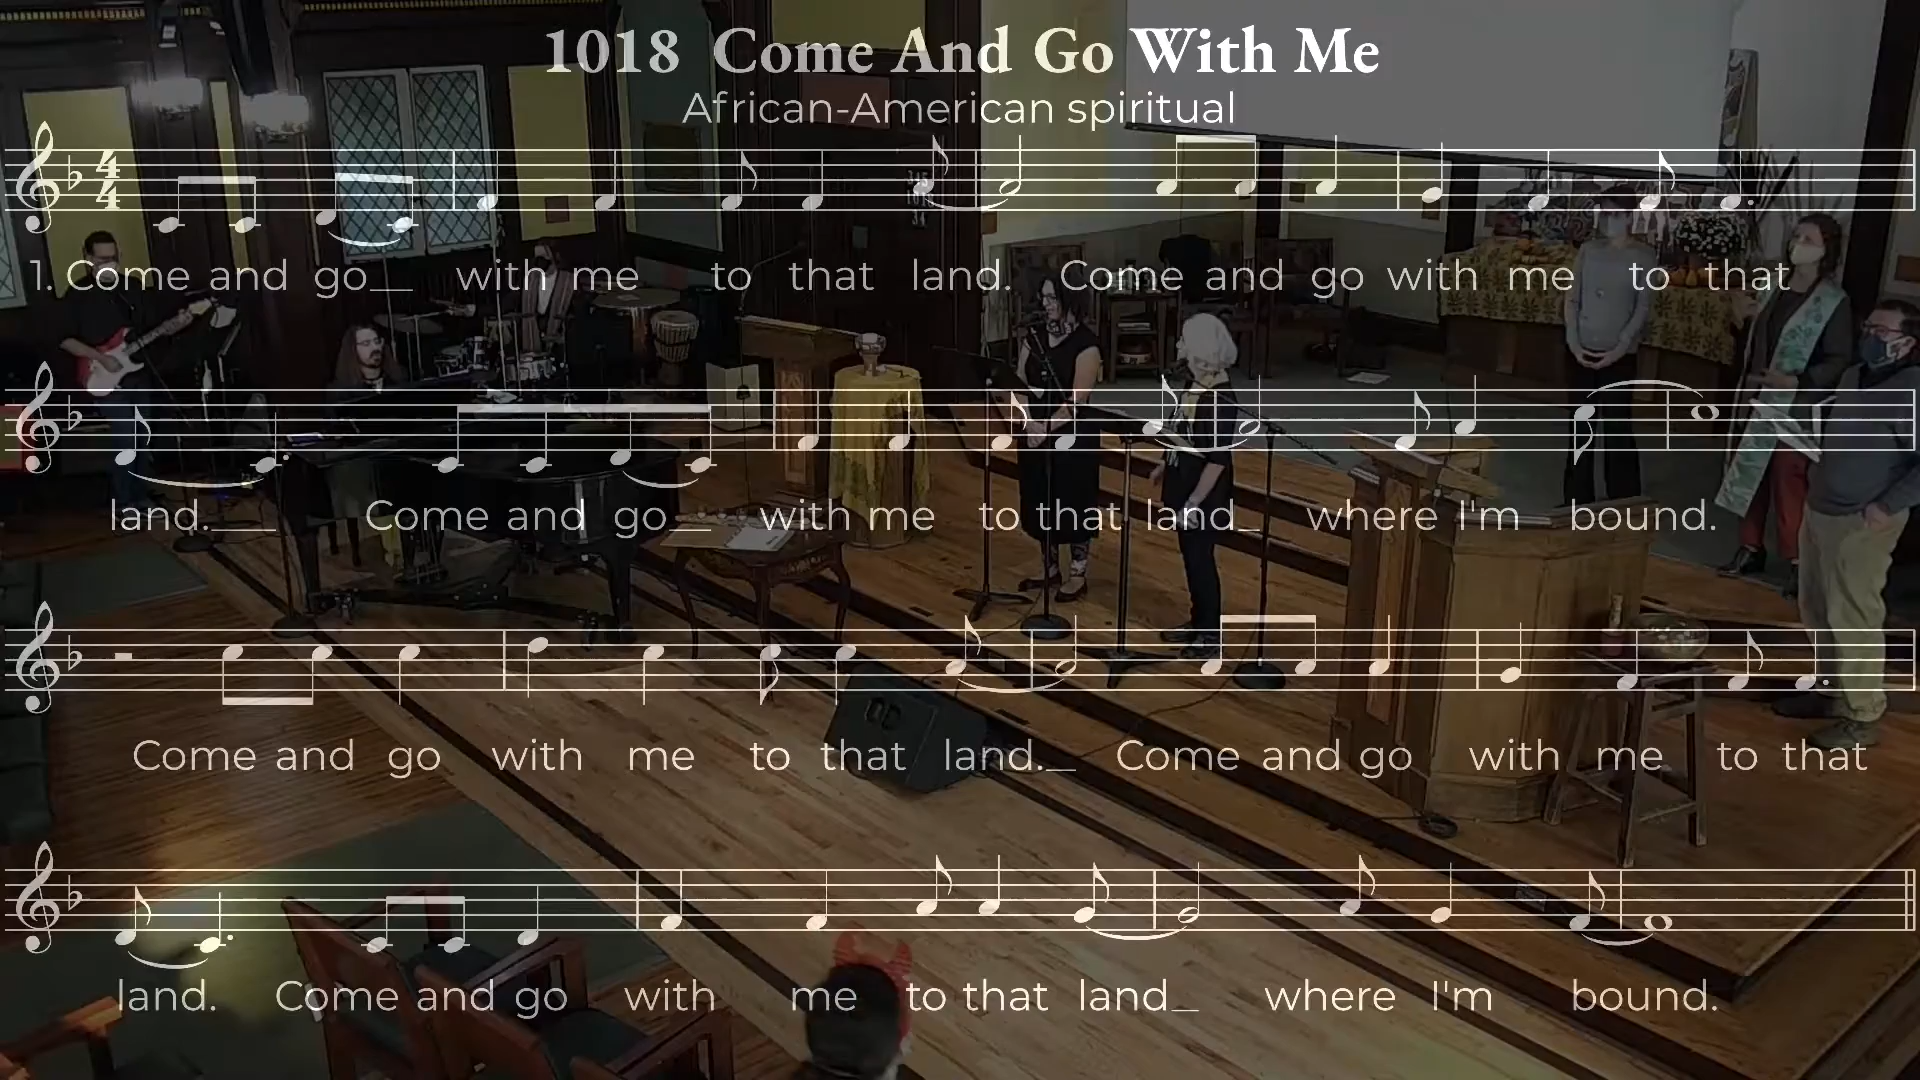 1018 Come And Go With Me
African-American spiritual
1. Come and go__ with me to that land. Come and go with me to that
land.__ Come and go__ with me to that land_ where I'm bound.
Come and go with me to that land._ Come and go with me to that
land. Come and go with me to that land_ where I'm bound.